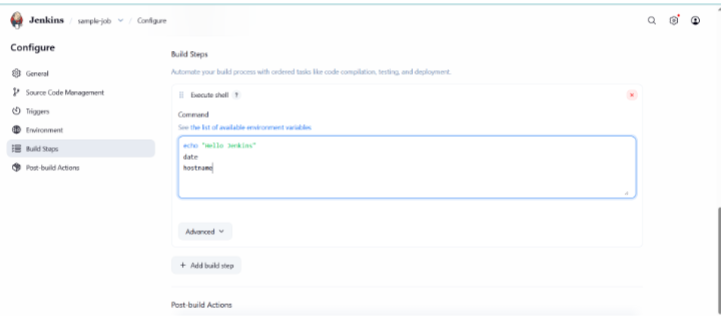 Jenkins / sample-job / Configure
Configure
General
Source Code Management
Triggers
Environment
Build Steps
Post-build Actions
Build Steps
Automate your build process with ordered tasks like code compilation, testing, and deployment.
Execute shell ?
Command
See the list of available environment variables
echo "Hello Jenkins"
date
hostname
Advanced
+ Add build step
Post-build Actions